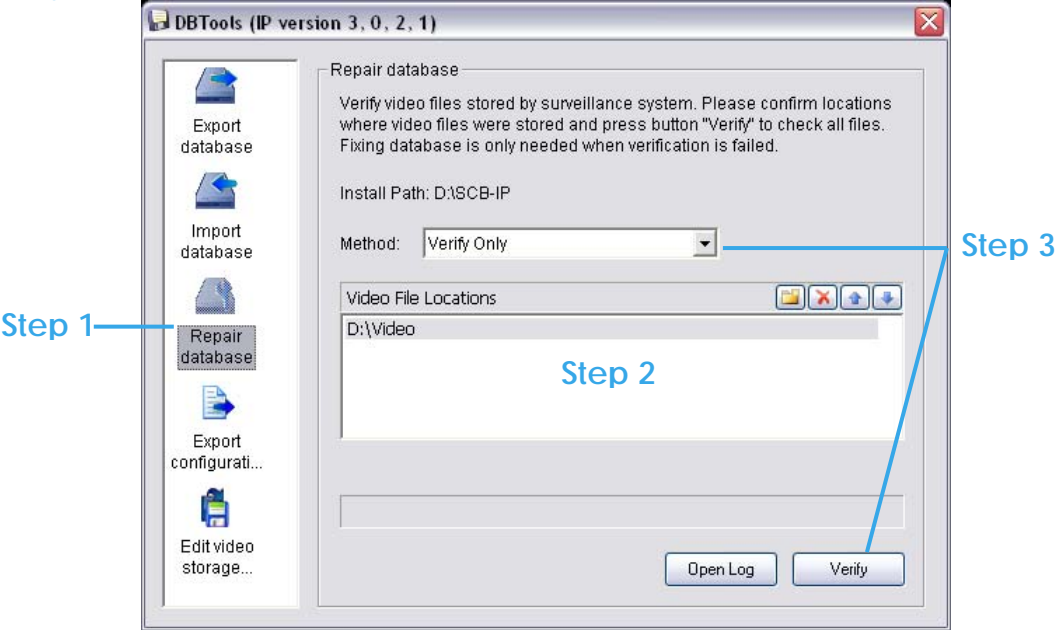 DBTools (IP version 3, 0, 2, 1)
Export
database
Import
database
Repair
database
Export
configurati...
Edit video
storage...
Repair database
Verify video files stored by surveillance system. Please confirm locations
where video files were stored and press button "Verify" to check all files.
Fixing database is only needed when verification is failed.
Install Path: D:\SCB-IP
Method: Verify Only
Video File Locations
D:\Video
Open Log Verify
Step 1
Step 2
Step 3